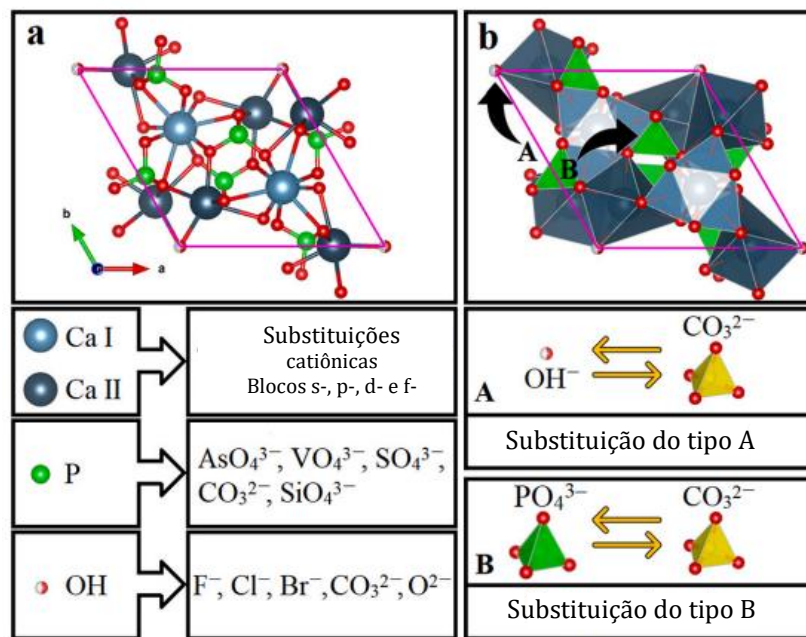 a
b
a
Ca I
Ca II
Substituições
catiônicas
Blocos s-, p-, d- e f-
P
AsO₄³⁻, VO₄³⁻, SO₄³⁻,
CO₃²⁻, SiO₄³⁻
OH
F⁻, Cl⁻, Br⁻,CO₃²⁻,O²⁻
b
A
B
OH⁻
CO₃²⁻
A
Substituição do tipo A
PO₄³⁻
CO₃²⁻
B
Substituição do tipo B